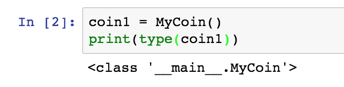 In [2]: coin1 = MyCoin()
print(type(coin1))
<class '__main__.MyCoin'>